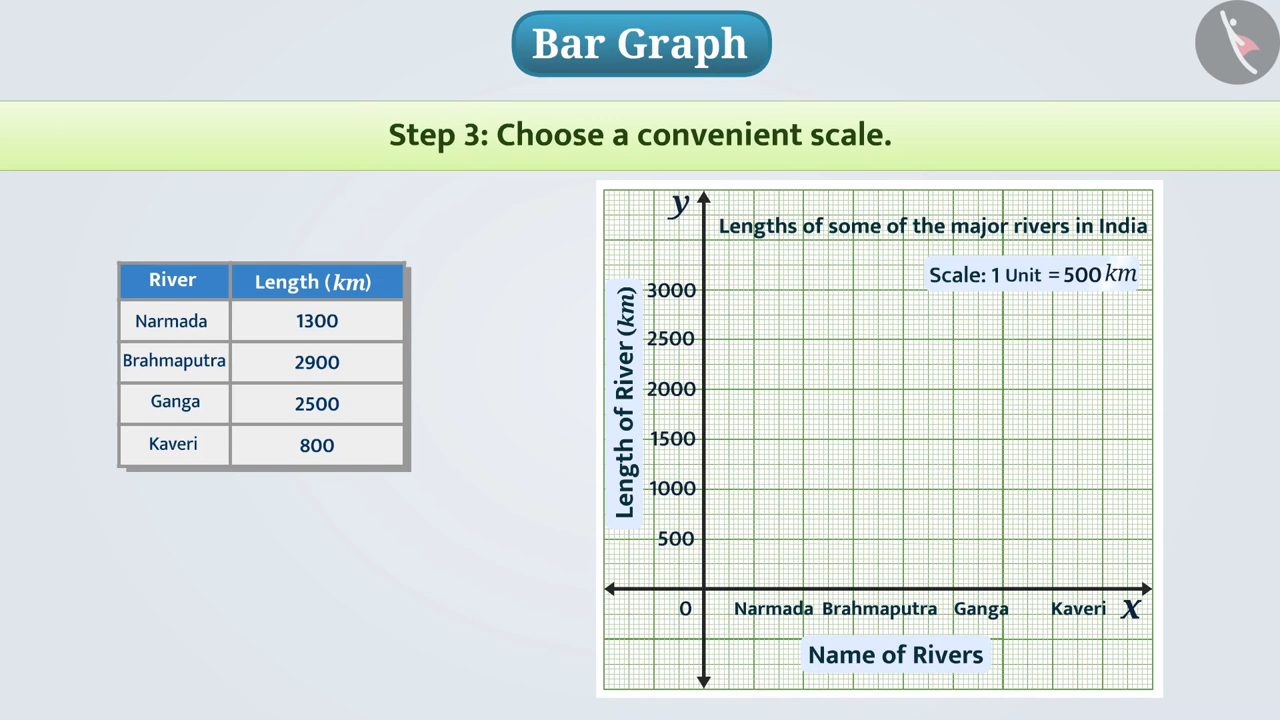 Bar Graph
Step 3: Choose a convenient scale.
River Length (km)
Narmada 1300
Brahmaputra 2900
Ganga 2500
Kaveri 800
y
Lengths of some of the major rivers in India
Scale: 1 Unit = 500 km
Length of River (km)
3000
2500
2000
1500
1000
500
0
Narmada Brahmaputra Ganga Kaveri X
Name of Rivers